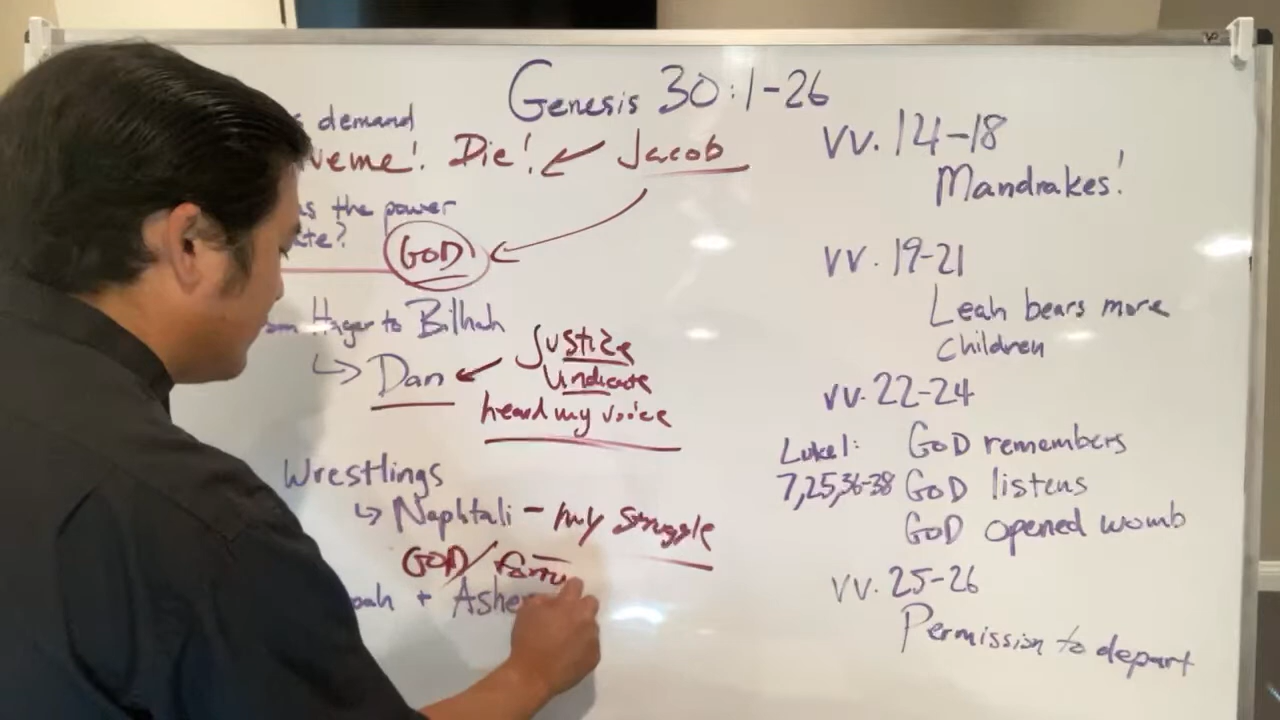 Genesis 30:1-26
demand
veme! Die! Jacob
the power
GOD
Hagar to Bilhah
Dan
Justice
Vindicate
heard my voice
Wrestlings
Naphtali - my struggle
GOD/
+ Asher
vv. 14-18
Mandrakes!
vv. 19-21
Leah bears more
children
vv. 22-24
Luke 1:
7,25,36-38
GOD remembers
GOD listens
GOD opened womb
vv. 25-26
Permission to depart